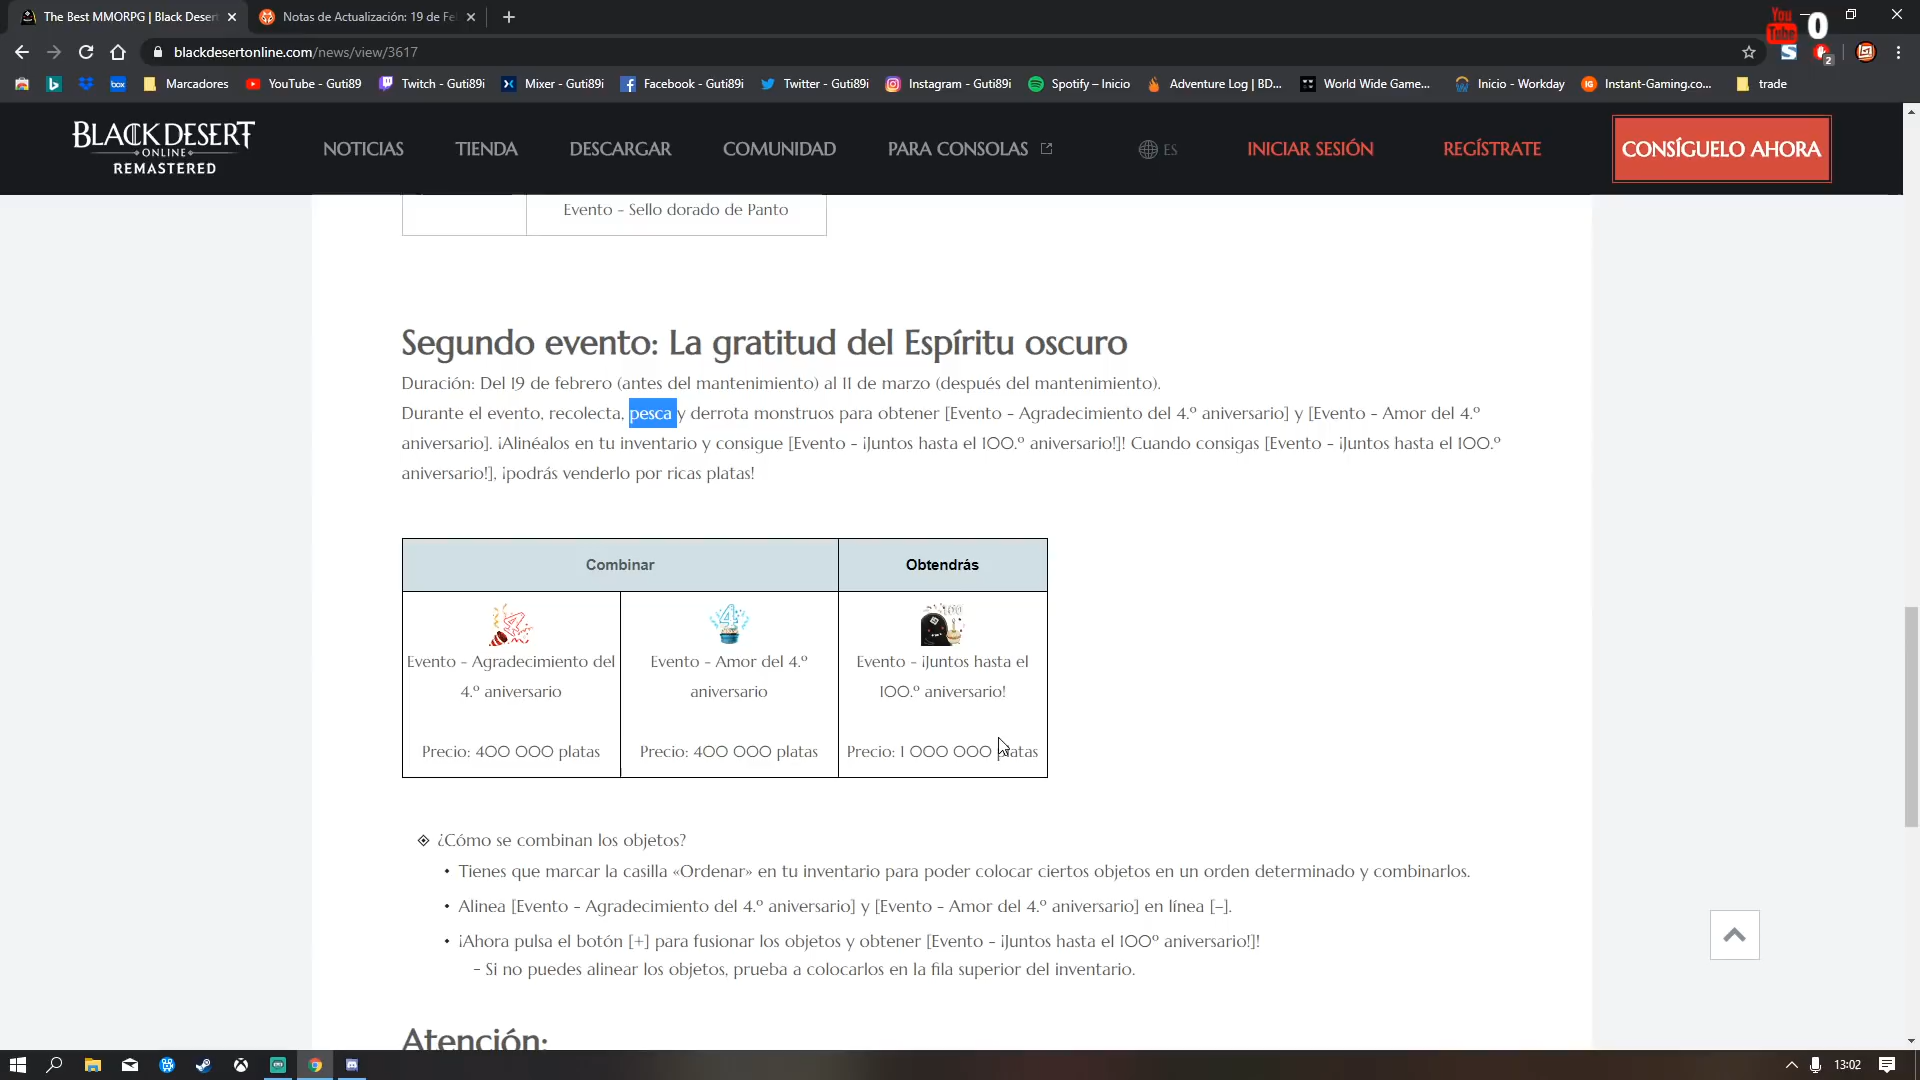 The Best MMORPG | Black Desert
Notas de Actualización: 19 de Fe
You
Tube
0
blackdesertonline.com/news/view/3617
2
box
Marcadores
YouTube - Guti89
Twitch - Guti89i
Mixer - Guti89i
Facebook - Guti89i
Twitter - Guti89i
Instagram - Guti89i
Spotify – Inicio
Adventure Log | BD...
World Wide Game...
Inicio - Workday
Instant-Gaming.co...
trade
BLACK DESERT
ONLINE
REMASTERED
NOTICIAS
TIENDA
DESCARGAR
COMUNIDAD
PARA CONSOLAS
ES
INICIAR SESIÓN
REGÍSTRATE
CONSÍGUELO AHORA
Evento - Sello dorado de Panto
Segundo evento: La gratitud del Espíritu oscuro
Duración: Del 19 de febrero (antes del mantenimiento) al 11 de marzo (después del mantenimiento).
Durante el evento, recolecta, pesca y derrota monstruos para obtener [Evento - Agradecimiento del 4.º aniversario] y [Evento - Amor del 4.º
aniversario]. ¡Alinéalos en tu inventario y consigue [Evento - ¡Juntos hasta el 100.º aniversario!]! Cuando consigas [Evento - ¡Juntos hasta el 100.º
aniversario!], ¡podrás venderlo por ricas platas!
Combinar
Obtendrás
Evento - Agradecimiento del
4.º aniversario
Precio: 400 000 platas
Evento - Amor del 4.º
aniversario
Precio: 400 000 platas
Evento - ¡Juntos hasta el
100.º aniversario!
Precio: 1 000 000 platas
¿Cómo se combinan los objetos?
• Tienes que marcar la casilla «Ordenar» en tu inventario para poder colocar ciertos objetos en un orden determinado y combinarlos.
• Alinea [Evento - Agradecimiento del 4.º aniversario] y [Evento - Amor del 4.º aniversario] en línea [–].
• ¡Ahora pulsa el botón [+] para fusionar los objetos y obtener [Evento - ¡Juntos hasta el 100º aniversario!]!
- Si no puedes alinear los objetos, prueba a colocarlos en la fila superior del inventario.
Atención:
13:02